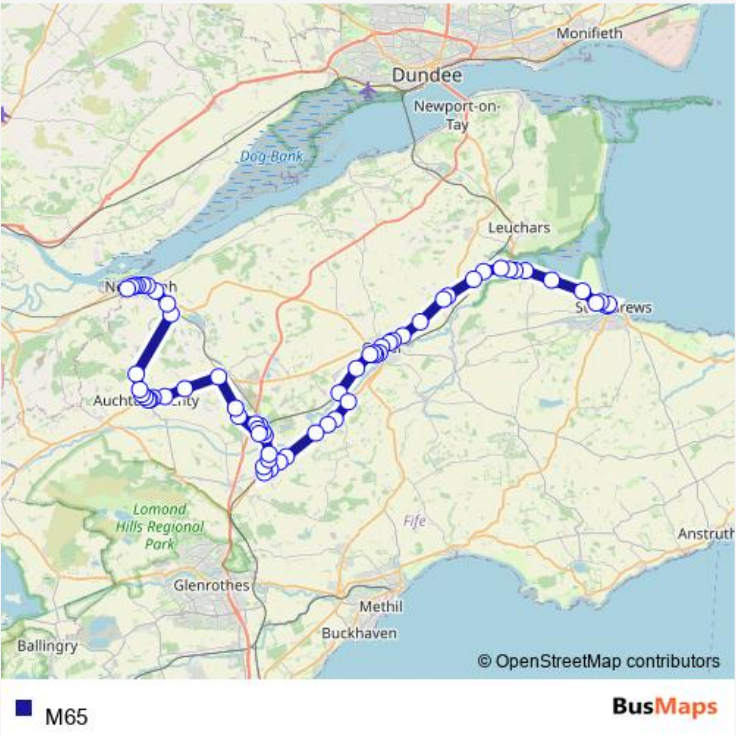 Monifieth
Dundee
Newport-on-
Tay
Dog-Bank
Leuchars
Fife
Lomond
Hills Regional
Park
Anstruth
Glenrothes
Methil
Buckhaven
Ballingry
© OpenStreetMap contributors
M65
BusMaps